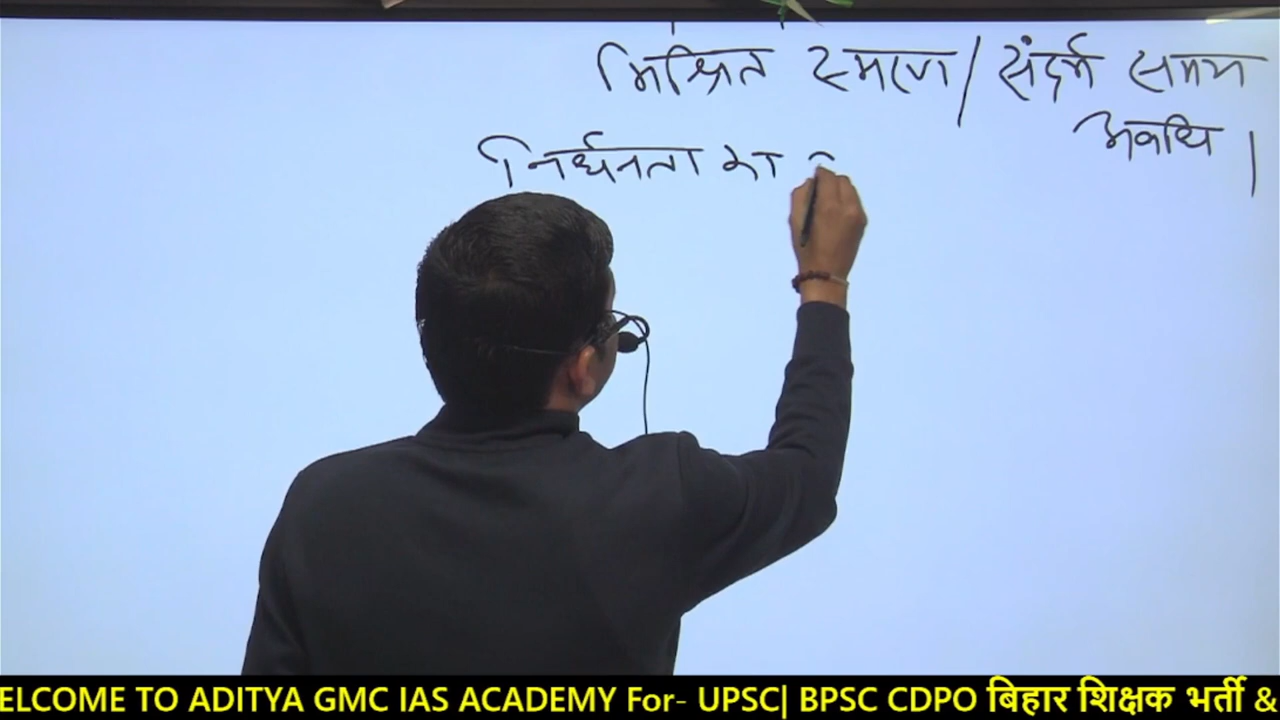 मिश्रित स्मरण / संदर्भ समय
अवधि |
निर्धनता का
ELCOME TO ADITYA GMC IAS ACADEMY For- UPSC| BPSC CDPO बिहार शिक्षक भर्ती &